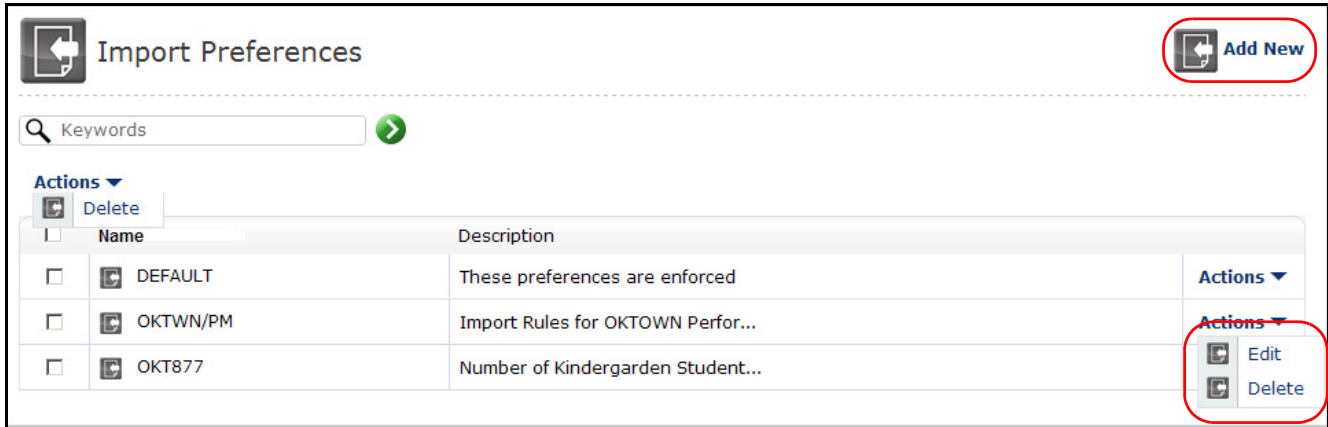 Import Preferences
Add New
Keywords
Actions
Delete
Name Description
DEFAULT These preferences are enforced Actions
OKTWN/PM Import Rules for OKTOWN Perfor... Actions
Edit
OKT877 Number of Kindergarden Student...
Delete